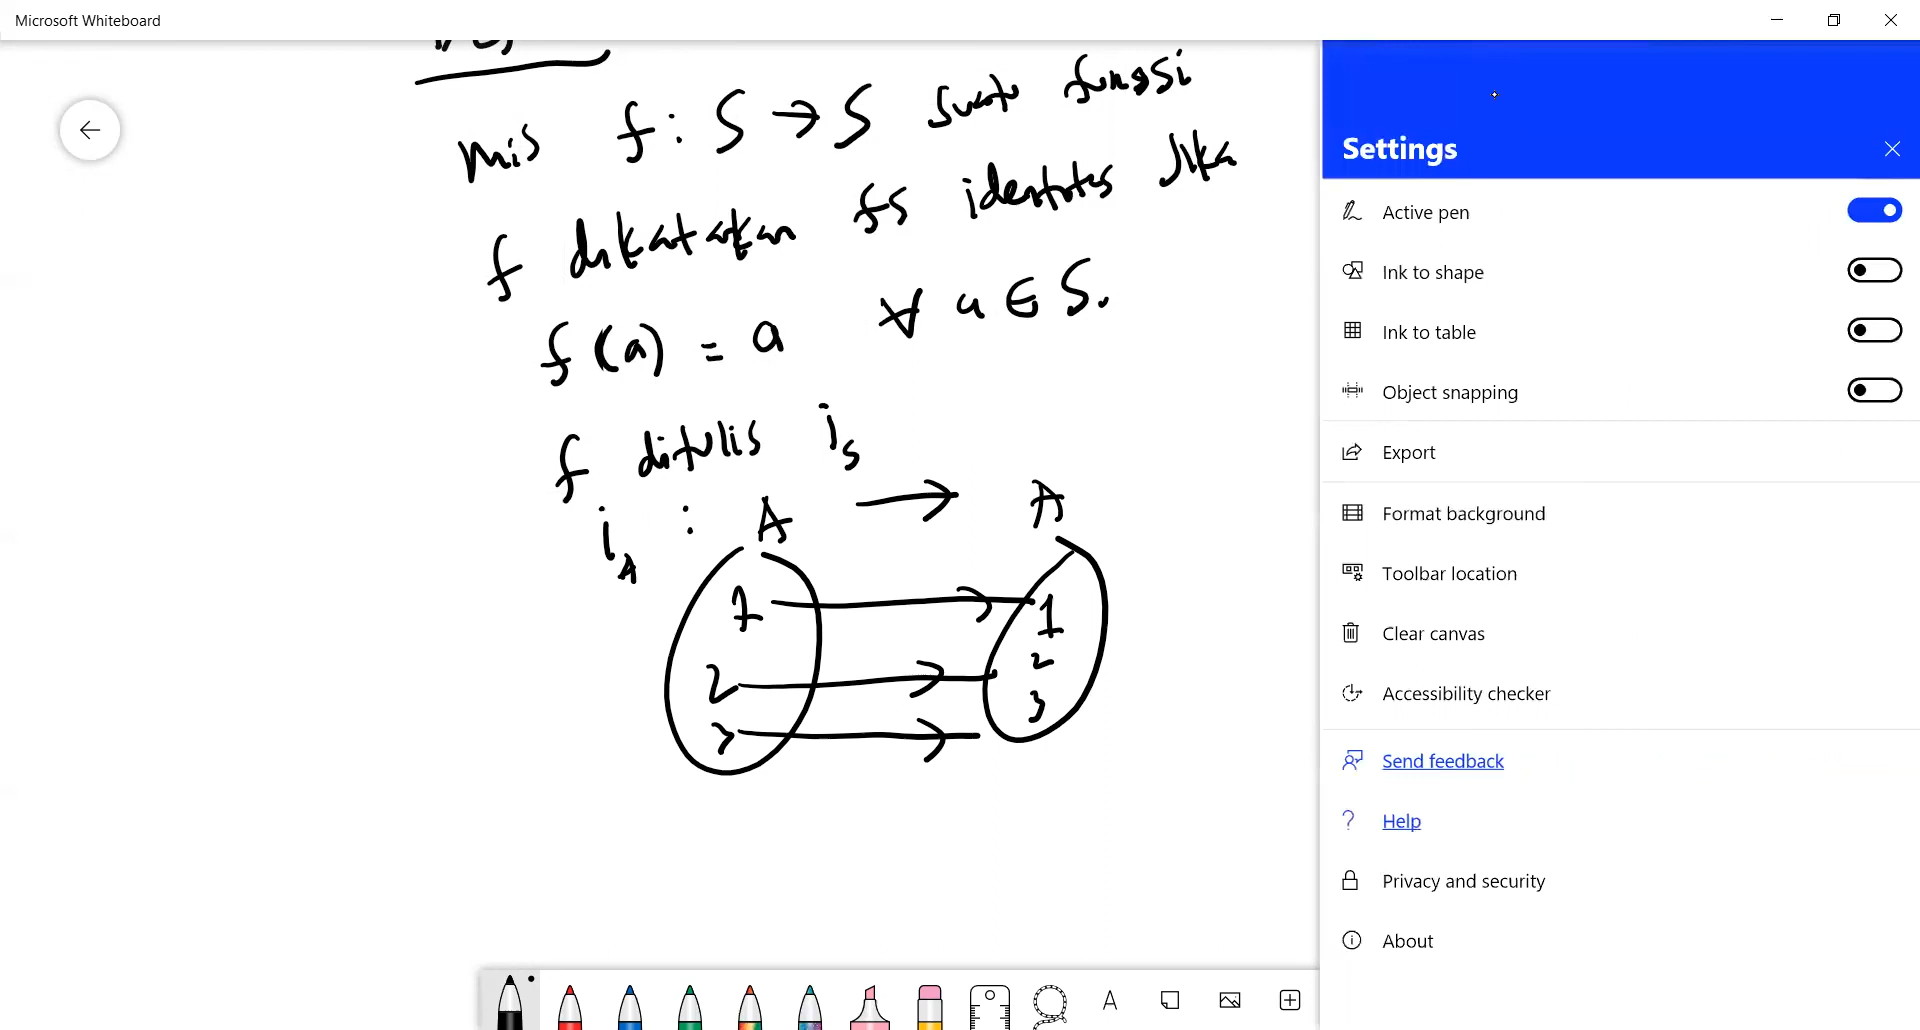 Microsoft Whiteboard
mis f : S → S suatu fungsi
f dikatakan fs identitas Jika
f(a) = a ∀ a ∈ S.
f ditulis i_S
i_A : A → A
1 1
2 2
3 3
Settings
Active pen
Ink to shape
Ink to table
Object snapping
Export
Format background
Toolbar location
Clear canvas
Accessibility checker
Send feedback
Help
Privacy and security
About